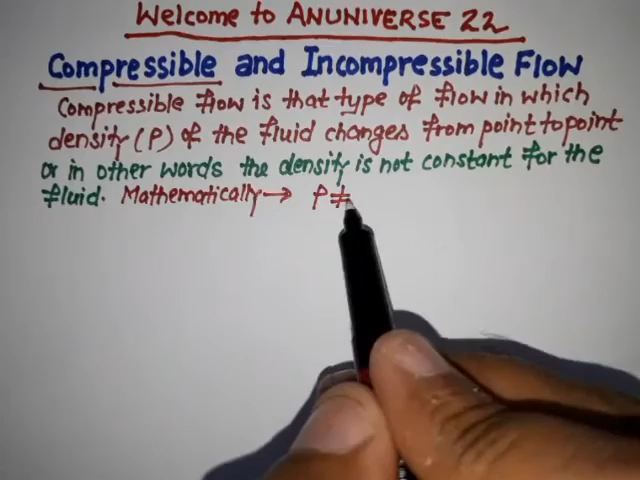 Welcome to ANUNIVERSE 22
Compressible and Incompressible Flow
Compressible flow is that type of flow in which
density (ρ) of the fluid changes from point to point
or in other words the density is not constant for the
fluid. Mathematically → ρ ≠